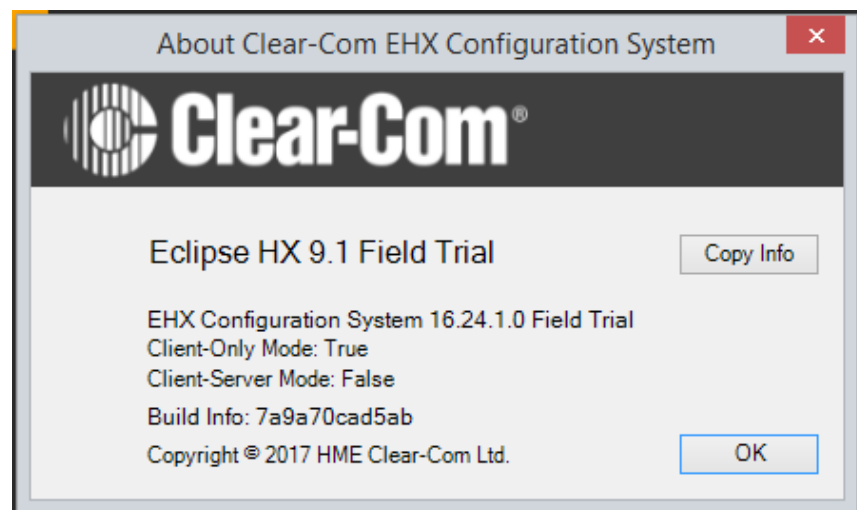 About Clear-Com EHX Configuration System
Clear-Com®
Eclipse HX 9.1 Field Trial
Copy Info
EHX Configuration System 16.24.1.0 Field Trial
Client-Only Mode: True
Client-Server Mode: False
Build Info: 7a9a70cad5ab
Copyright © 2017 HME Clear-Com Ltd.
OK